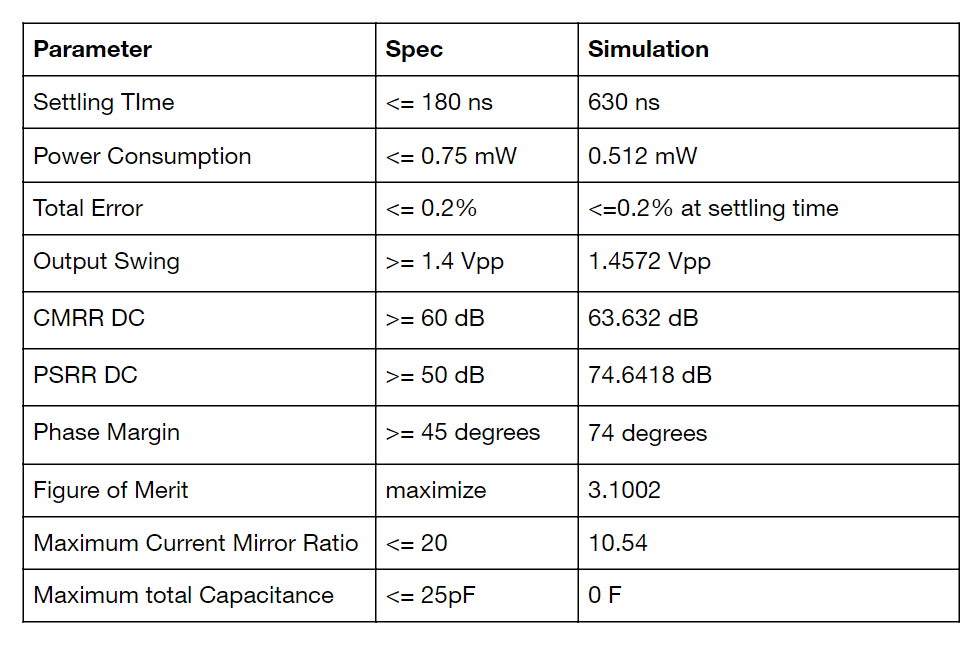 Parameter Spec Simulation
Settling TIme <= 180 ns 630 ns
Power Consumption <= 0.75 mW 0.512 mW
Total Error <= 0.2% <=0.2% at settling time
Output Swing >= 1.4 Vpp 1.4572 Vpp
CMRR DC >= 60 dB 63.632 dB
PSRR DC >= 50 dB 74.6418 dB
Phase Margin >= 45 degrees 74 degrees
Figure of Merit maximize 3.1002
Maximum Current Mirror Ratio <= 20 10.54
Maximum total Capacitance <= 25pF 0 F